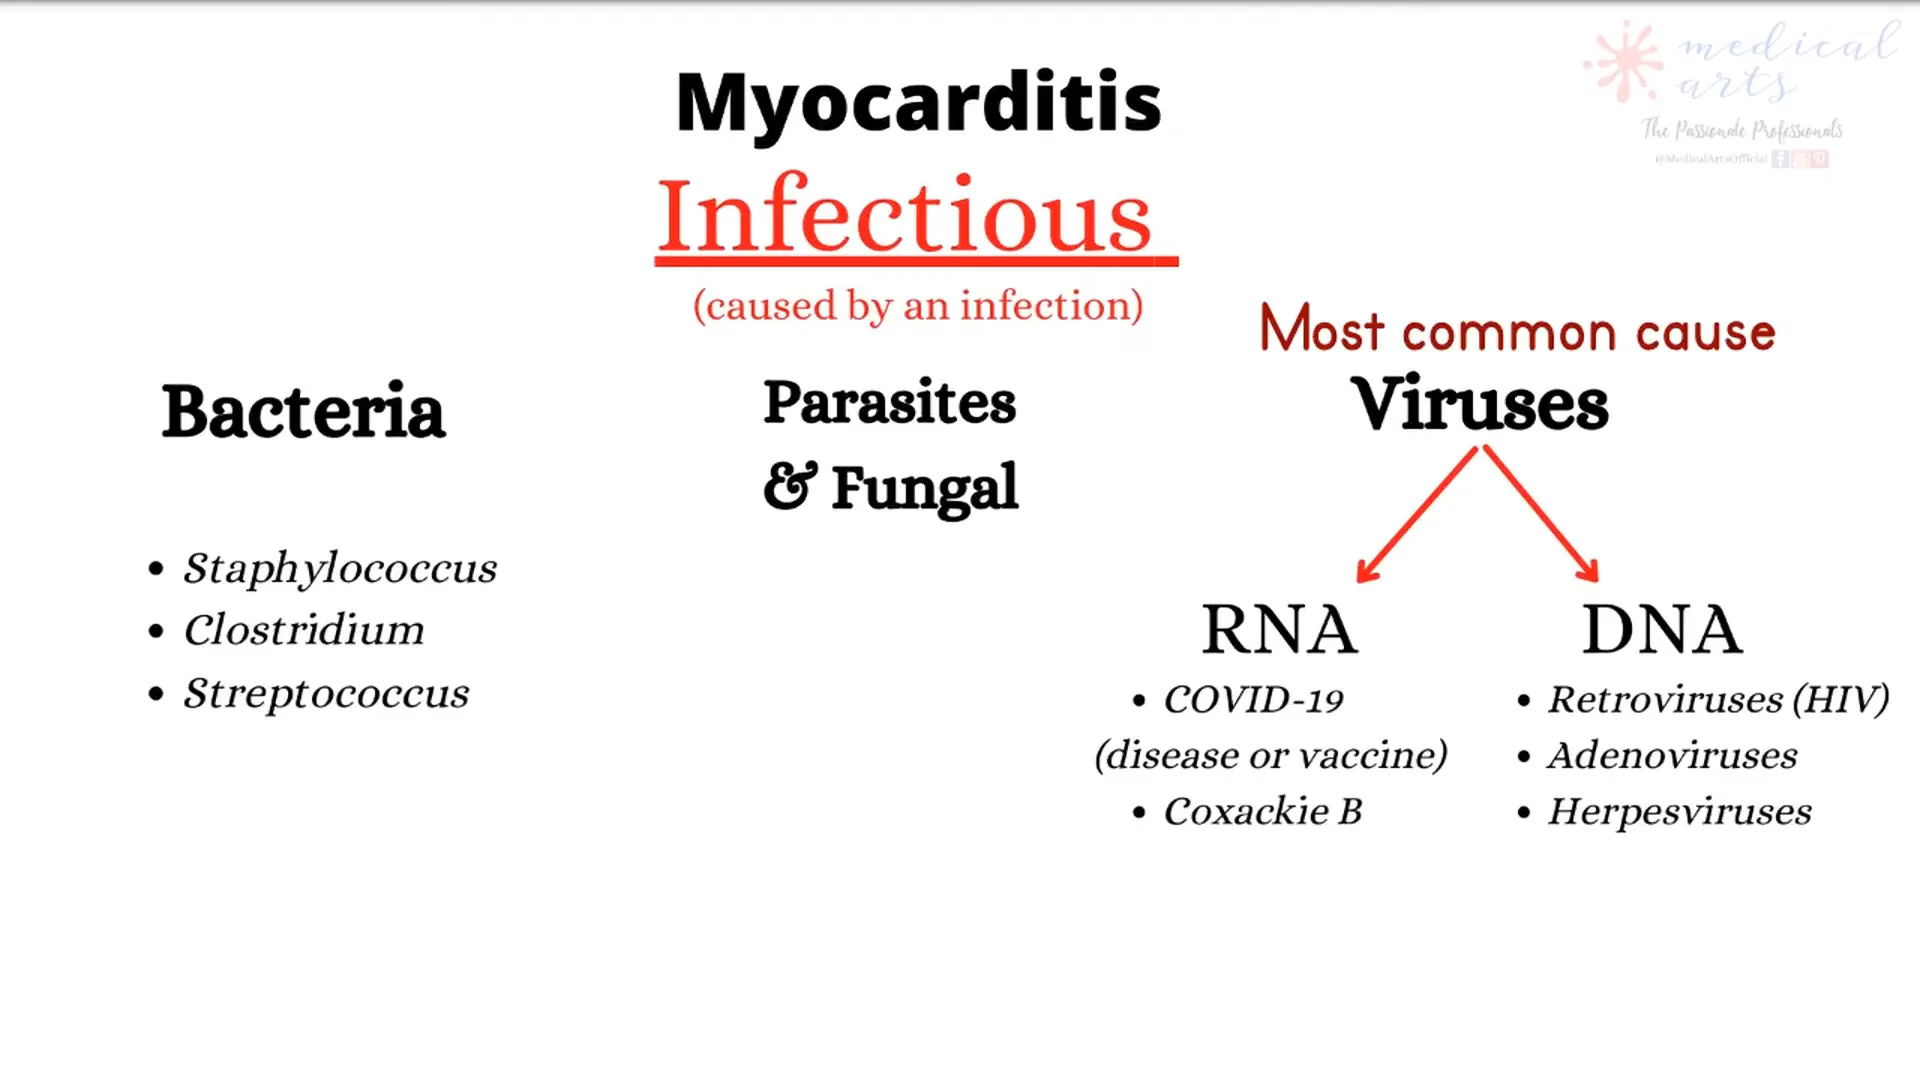 medical
arts
The Passionate Professionals
@MedicalArtsOfficial
Myocarditis
Infectious
(caused by an infection)
Bacteria
Staphylococcus
Clostridium
Streptococcus
Parasites
& Fungal
Most common cause
Viruses
RNA
COVID-19
(disease or vaccine)
Coxackie B
DNA
Retroviruses (HIV)
Adenoviruses
Herpesviruses